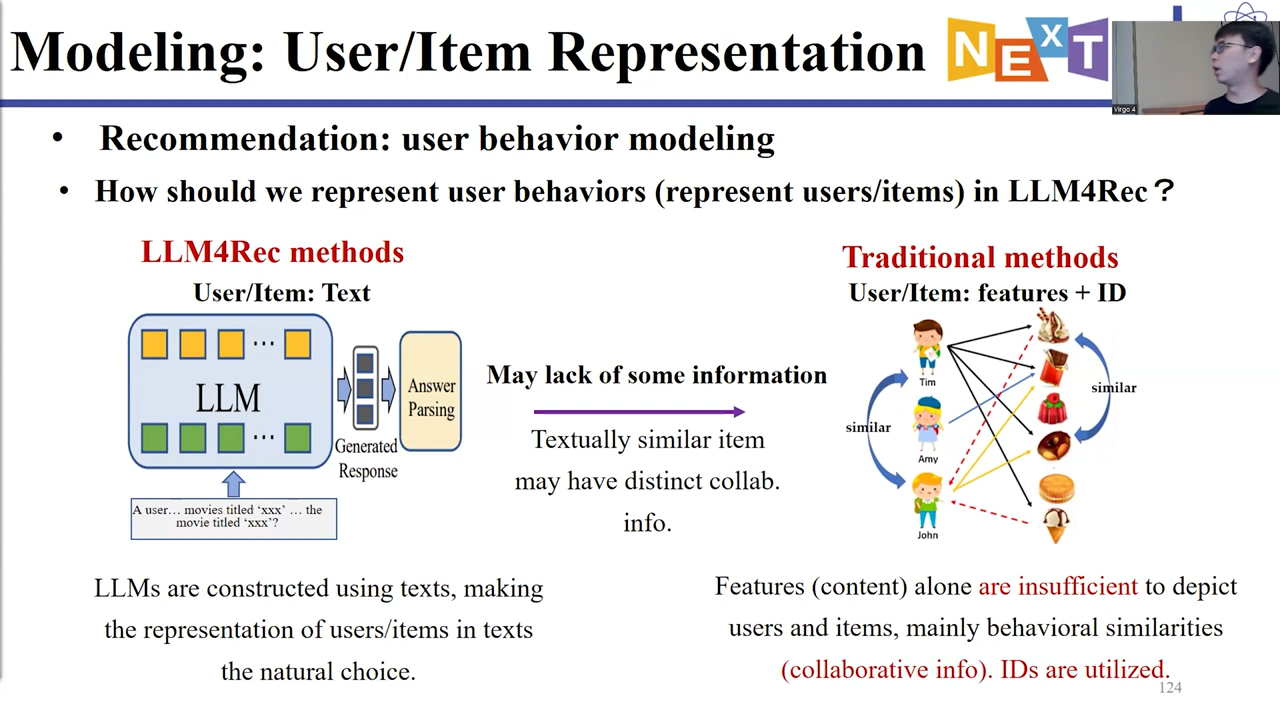 Modeling: User/Item Representation
NExT
Virgo 4
• Recommendation: user behavior modeling
• How should we represent user behaviors (represent users/items) in LLM4Rec？
LLM4Rec methods
User/Item: Text
LLM
Generated
Response
Answer
Parsing
A user… movies titled ‘xxx’ … the
movie titled ‘xxx’?
LLMs are constructed using texts, making
the representation of users/items in texts
the natural choice.
May lack of some information
Textually similar item
may have distinct collab.
info.
Traditional methods
User/Item: features + ID
Tim
Amy
John
similar
similar
Features (content) alone are insufficient to depict
users and items, mainly behavioral similarities
(collaborative info). IDs are utilized.
124